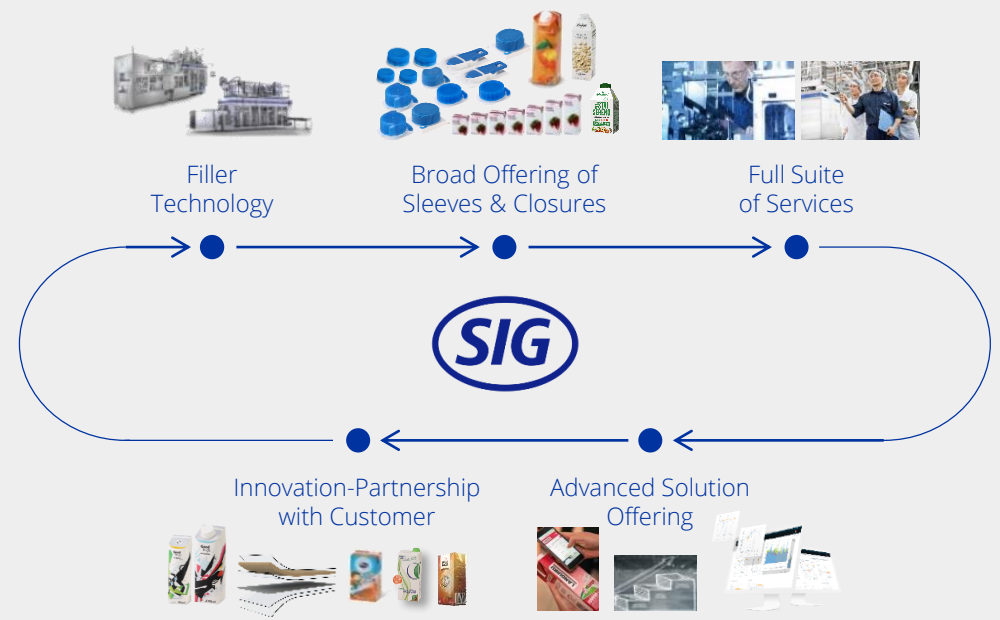 Filler
Technology
Broad Offering of
Sleeves & Closures
Full Suite
of Services
SIG
Innovation-Partnership
with Customer
Advanced Solution
Offering